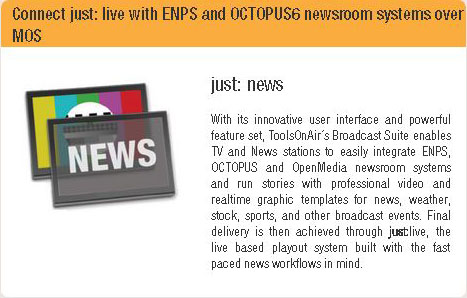 Connect just: live with ENPS and OCTOPUS6 newsroom systems over
MOS
just: news
NEWS
With its innovative user interface and powerful
feature set, ToolsOnAir´s Broadcast Suite enables
TV and News stations to easily integrate ENPS,
OCTOPUS and OpenMedia newsroom systems
and run stories with professional video and
realtime graphic templates for news, weather,
stock, sports, and other broadcast events. Final
delivery is then achieved through just:live, the
live based playout system built with the fast
paced news workflows in mind.